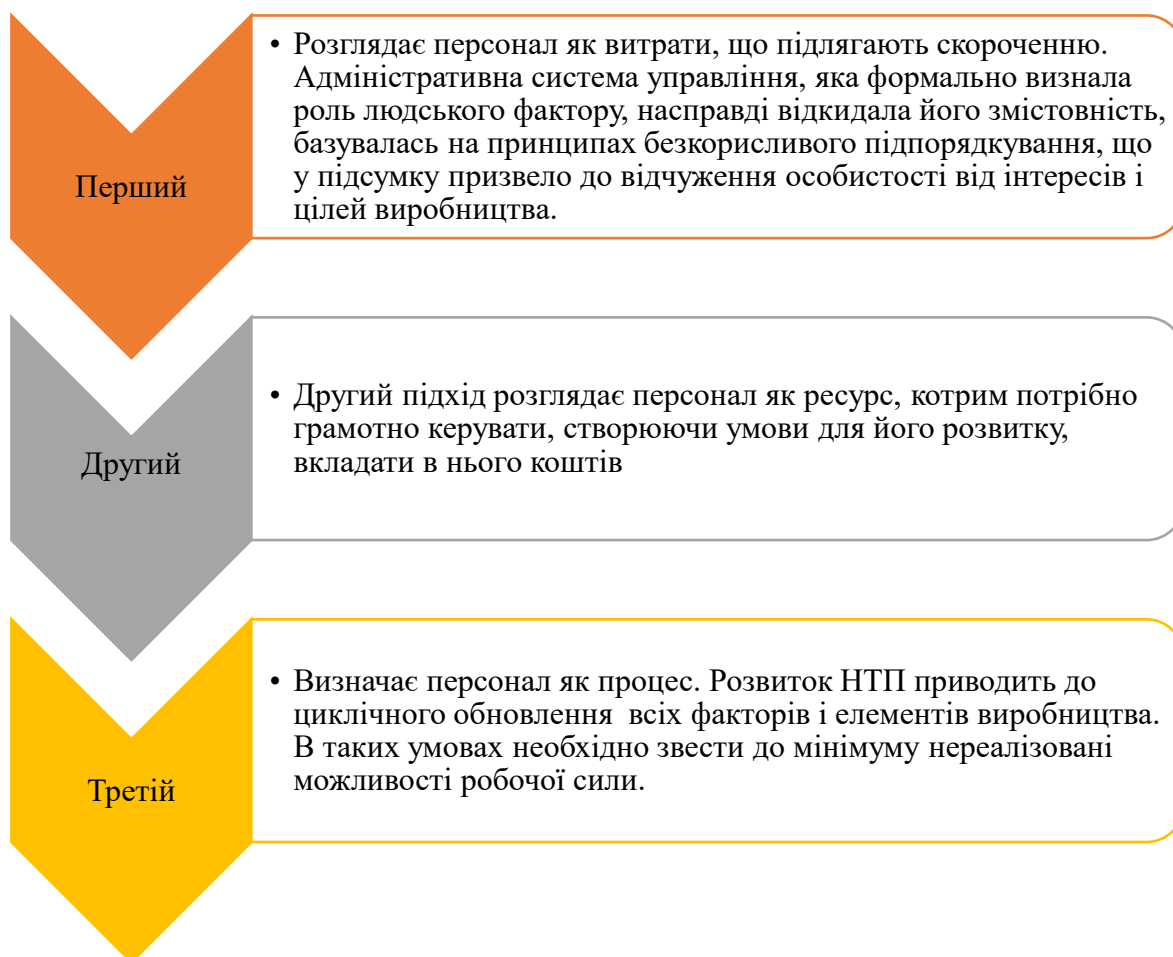 Перший
• Розглядає персонал як витрати, що підлягають скороченню.
Адміністративна система управління, яка формально визнала
роль людського фактору, насправді відкидала його змістовність,
базувалась на принципах безкорисливого підпорядкування, що
у підсумку призвело до відчуження особистості від інтересів і
цілей виробництва.
Другий
• Другий підхід розглядає персонал як ресурс, котрим потрібно
грамотно керувати, створюючи умови для його розвитку,
вкладати в нього коштів
Третій
• Визначає персонал як процес. Розвиток НТП приводить до
циклічного обновлення  всіх факторів і елементів виробництва.
В таких умовах необхідно звести до мінімуму нереалізовані
можливості робочої сили.